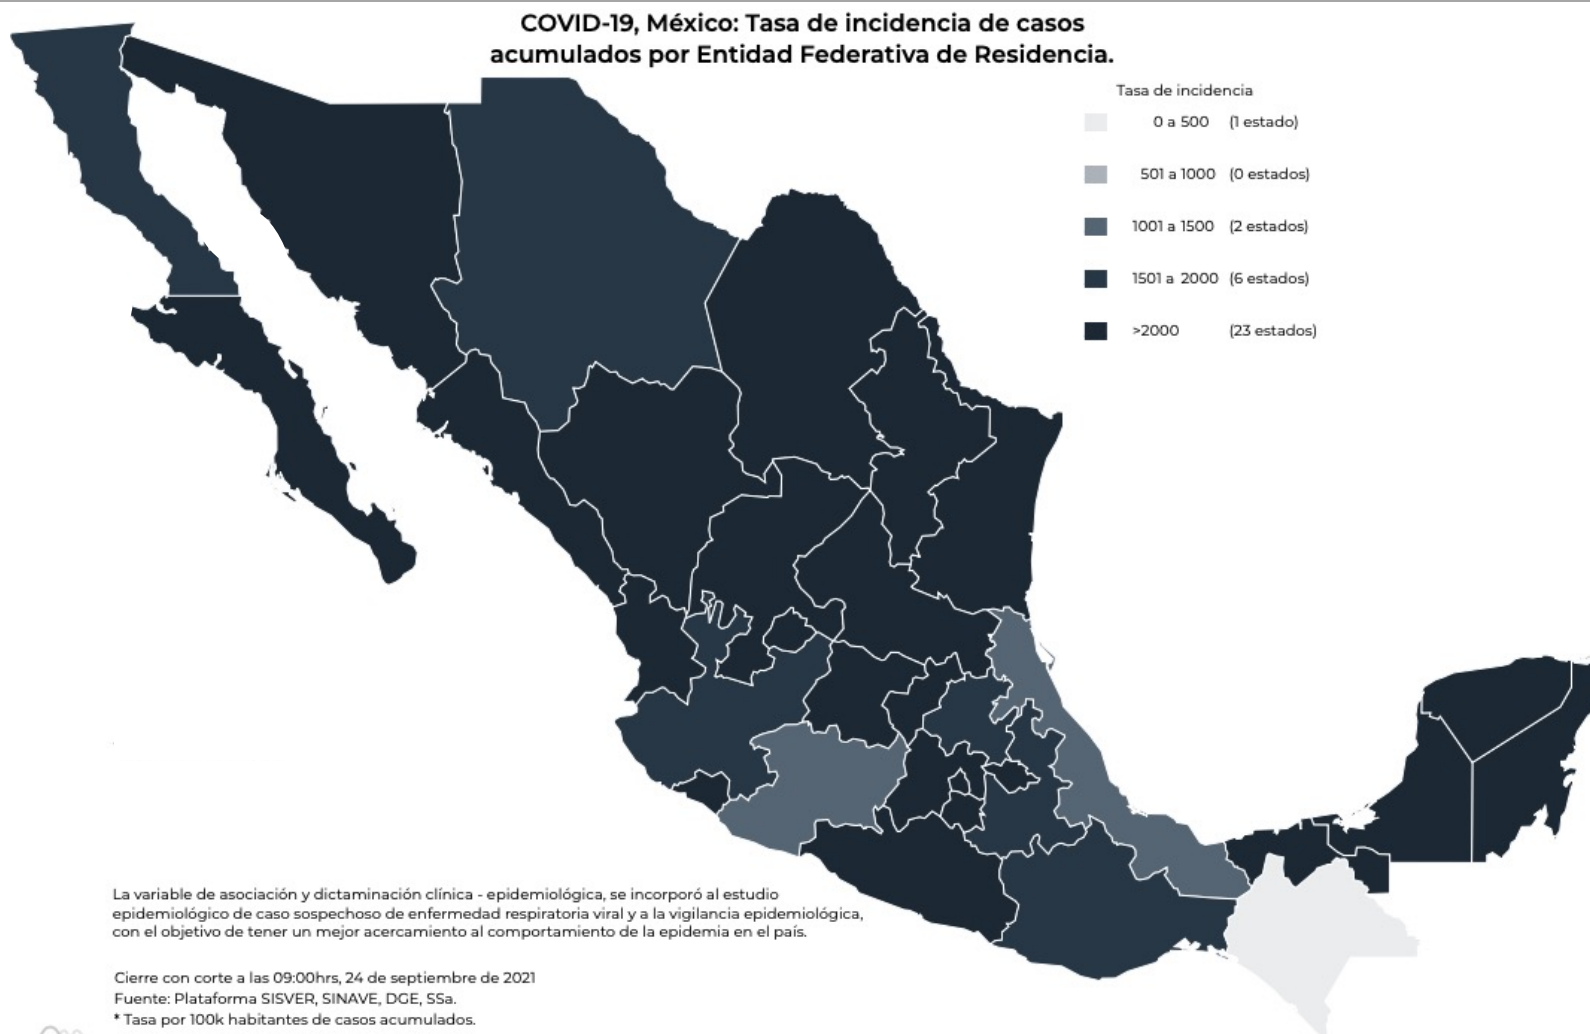 COVID-19, México: Tasa de incidencia de casos
acumulados por Entidad Federativa de Residencia.
Tasa de incidencia
0 a 500 (1 estado)
501 a 1000 (0 estados)
1001 a 1500 (2 estados)
1501 a 2000 (6 estados)
>2000 (23 estados)
La variable de asociación y dictaminación clínica - epidemiológica, se incorporó al estudio
epidemiológico de caso sospechoso de enfermedad respiratoria viral y a la vigilancia epidemiológica,
con el objetivo de tener un mejor acercamiento al comportamiento de la epidemia en el país.
Cierre con corte a las 09:00hrs, 24 de septiembre de 2021
Fuente: Plataforma SISVER, SINAVE, DGE, SSa.
* Tasa por 100k habitantes de casos acumulados.